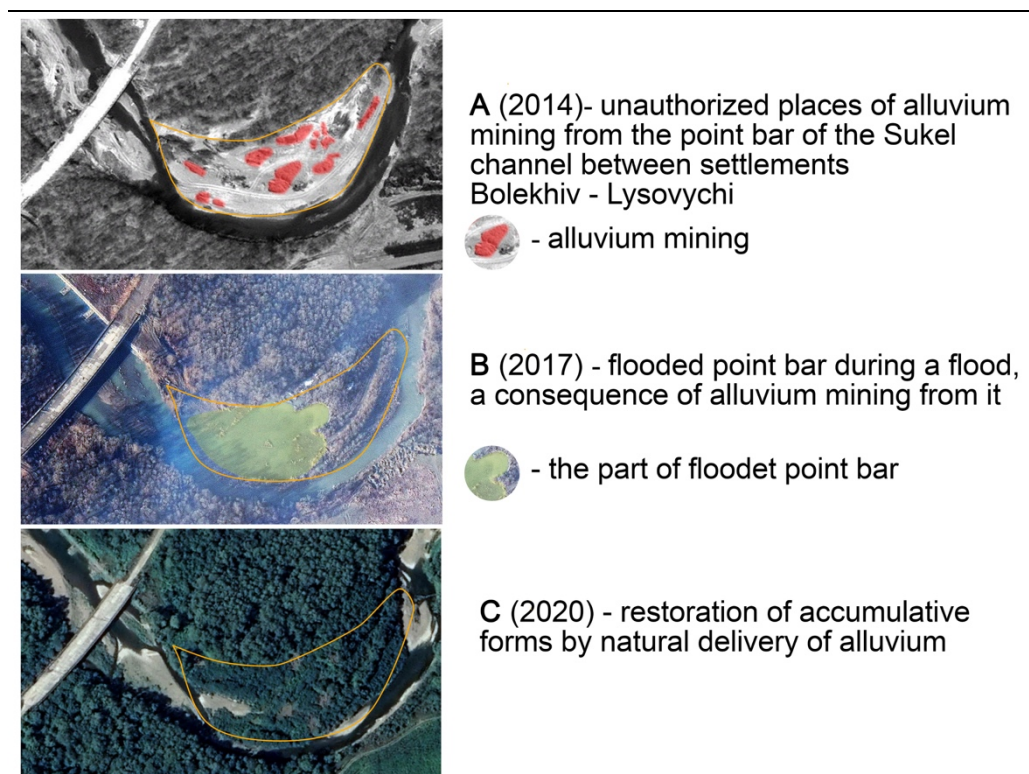 A (2014)- unauthorized places of alluvium
mining from the point bar of the Sukel
channel between settlements
Bolekhiv - Lysovychi
- alluvium mining
B (2017) - flooded point bar during a flood,
a consequence of alluvium mining from it
- the part of floodet point bar
C (2020) - restoration of accumulative
forms by natural delivery of alluvium